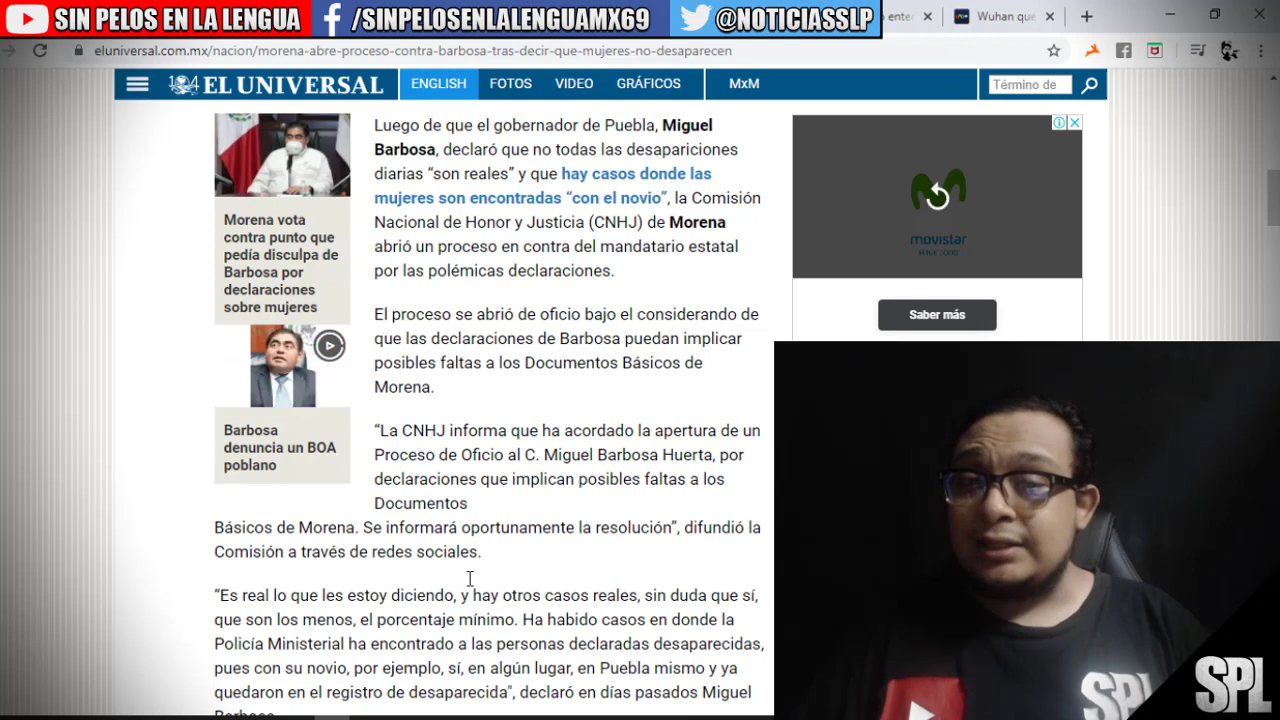 SIN PELOS EN LA LENGUA
/SINPELOSENLALENGUAMX69
@NOTICIASSLP
Wuhan que
eluniversal.com.mx/nacion/morena-abre-proceso-contra-barbosa-tras-decir-que-mujeres-no-desaparecen
EL UNIVERSAL
ENGLISH
FOTOS
VIDEO
GRÁFICOS
MxM
Término de
Morena vota
contra punto que
pedía disculpa de
Barbosa por
declaraciones
sobre mujeres
Barbosa
denuncia un BOA
poblano
Luego de que el gobernador de Puebla, Miguel
Barbosa, declaró que no todas las desapariciones
diarias “son reales” y que hay casos donde las
mujeres son encontradas “con el novio”, la Comisión
Nacional de Honor y Justicia (CNHJ) de Morena
abrió un proceso en contra del mandatario estatal
por las polémicas declaraciones.
El proceso se abrió de oficio bajo el considerando de
que las declaraciones de Barbosa puedan implicar
posibles faltas a los Documentos Básicos de
Morena.
“La CNHJ informa que ha acordado la apertura de un
Proceso de Oficio al C. Miguel Barbosa Huerta, por
declaraciones que implican posibles faltas a los
Documentos
Básicos de Morena. Se informará oportunamente la resolución”, difundió la
Comisión a través de redes sociales.
“Es real lo que les estoy diciendo, y hay otros casos reales, sin duda que sí,
que son los menos, el porcentaje mínimo. Ha habido casos en donde la
Policía Ministerial ha encontrado a las personas declaradas desaparecidas,
pues con su novio, por ejemplo, sí, en algún lugar, en Puebla mismo y ya
quedaron en el registro de desaparecida", declaró en días pasados Miguel
Barbosa
movistar
Saber más
SPL
SPL